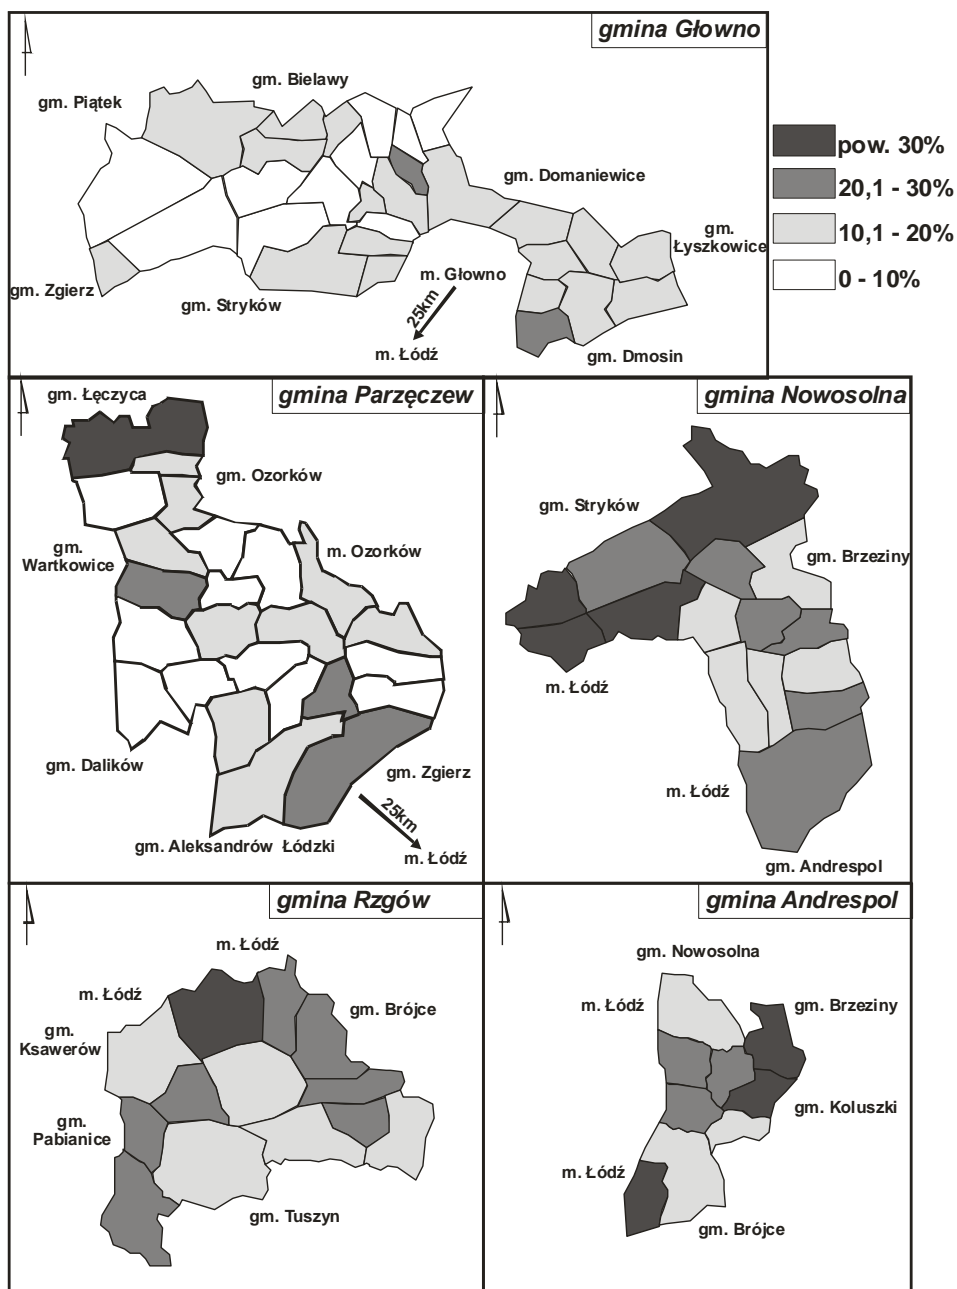 gmina Głowno
gm. Bielawy
gm. Piątek
pow. 30%
gm. Domaniewice
20,1 - 30%
gm.
Łyszkowice
10,1 - 20%
m. Głowno
0 - 10%
gm. Zgierz
gm. Stryków
25km
m. Łódź
gm. Dmosin
gmina Parzęczew
gm. Łęczyca
gm. Ozorków
gm.
Wartkowice
m. Ozorków
gm. Dalików
gm. Zgierz
25km
gm. Aleksandrów Łódzki
m. Łódź
gmina Nowosolna
gm. Stryków
gm. Brzeziny
m. Łódź
m. Łódź
gm. Andrespol
gmina Rzgów
m. Łódź
m. Łódź
gm. Brójce
gm.
Ksawerów
gm.
Pabianice
gm. Tuszyn
gmina Andrespol
gm. Nowosolna
m. Łódź
gm. Brzeziny
gm. Koluszki
m. Łódź
gm. Brójce